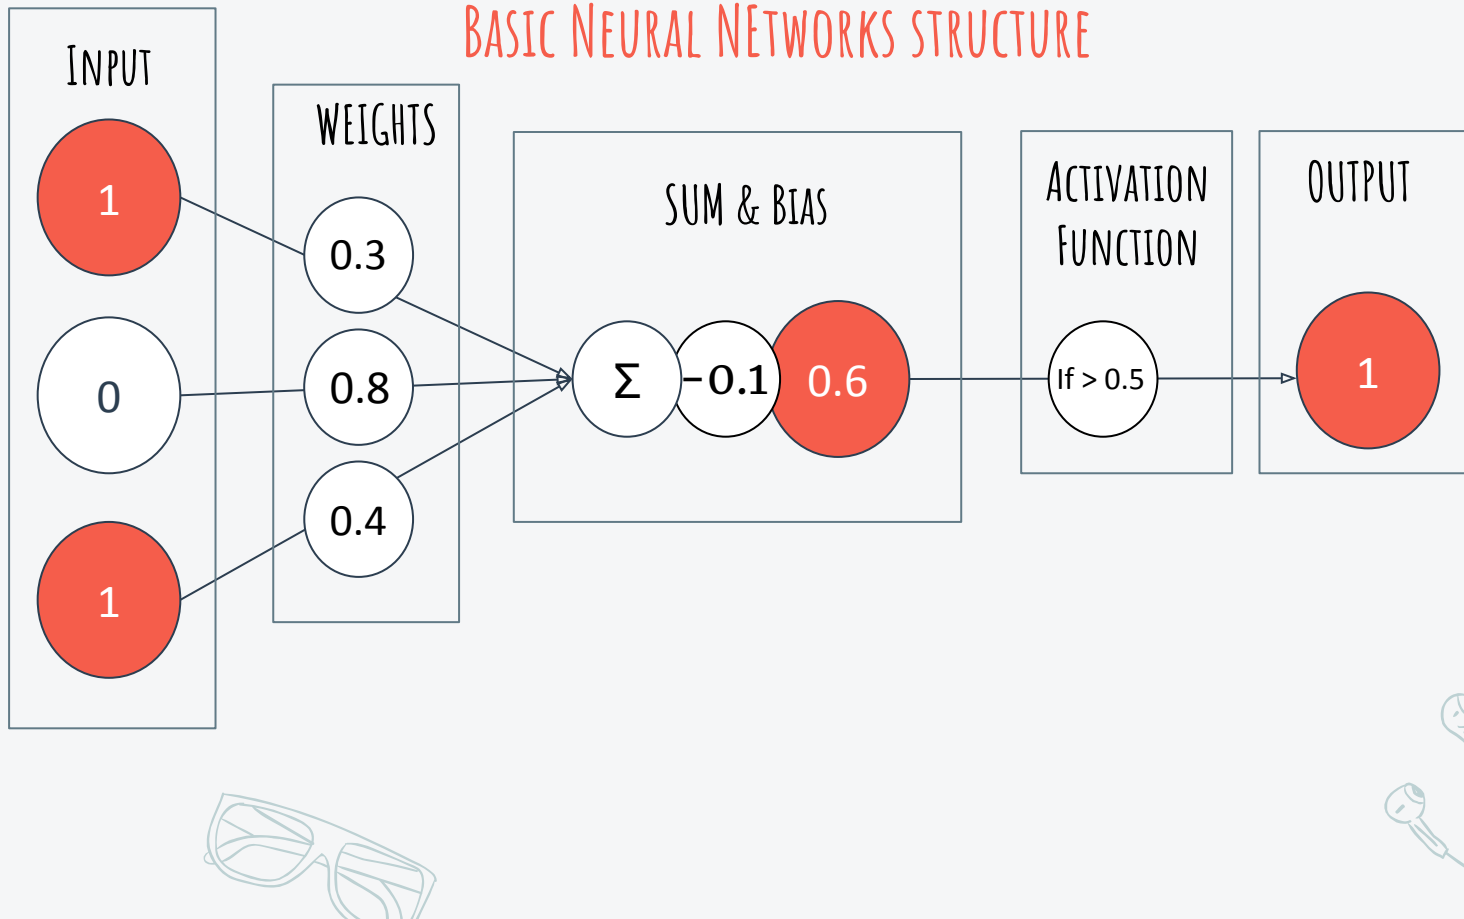 BASIC NEURAL NETWORKS STRUCTURE
INPUT
1
0
1
WEIGHTS
0.3
0.8
0.4
SUM & BIAS
Σ
-0.1
0.6
ACTIVATION
FUNCTION
If > 0.5
OUTPUT
1